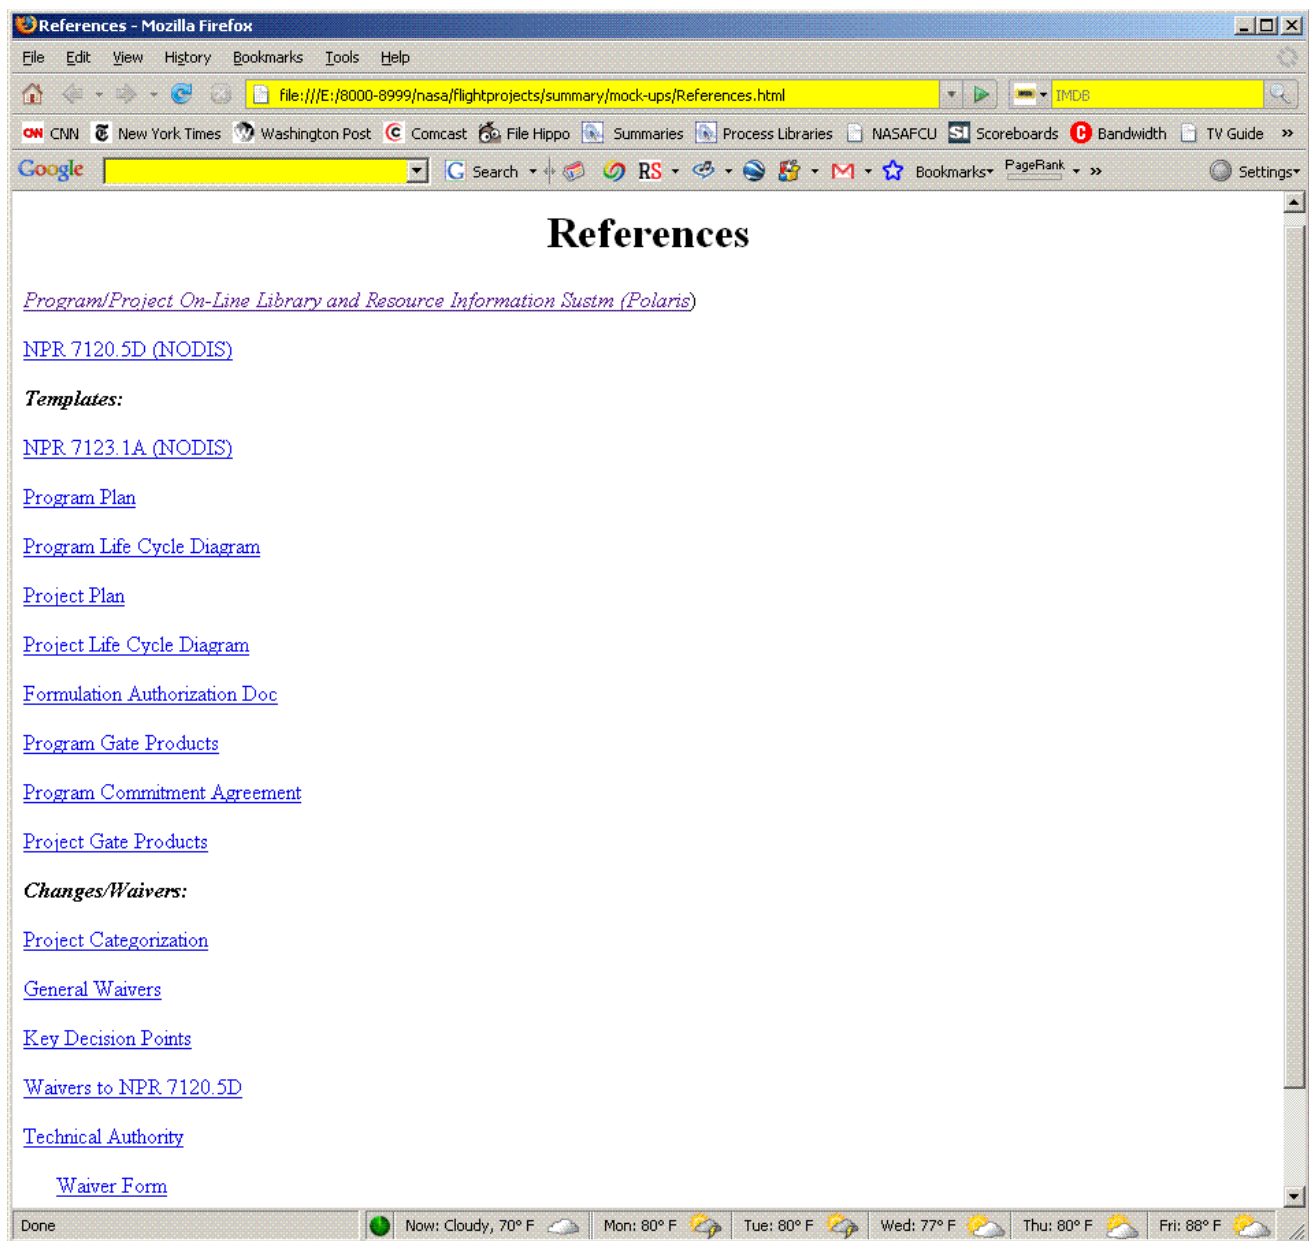 References - Mozilla Firefox
File Edit View History Bookmarks Tools Help
file:///E:/8000-8999/nasa/flightprojects/summary/mock-ups/References.html IMDB
CNN CNN New York Times Washington Post Comcast File Hippo Summaries Process Libraries NASAFCU SI Scoreboards Bandwidth TV Guide »
Google G Search RS Bookmarks PageRank » Settings
References
Program/Project On-Line Library and Resource Information Sustm (Polaris)
NPR 7120.5D (NODIS)
Templates:
NPR 7123.1A (NODIS)
Program Plan
Program Life Cycle Diagram
Project Plan
Project Life Cycle Diagram
Formulation Authorization Doc
Program Gate Products
Program Commitment Agreement
Project Gate Products
Changes/Waivers:
Project Categorization
General Waivers
Key Decision Points
Waivers to NPR 7120.5D
Technical Authority
Waiver Form
Done Now: Cloudy, 70° F Mon: 80° F Tue: 80° F Wed: 77° F Thu: 80° F Fri: 88° F